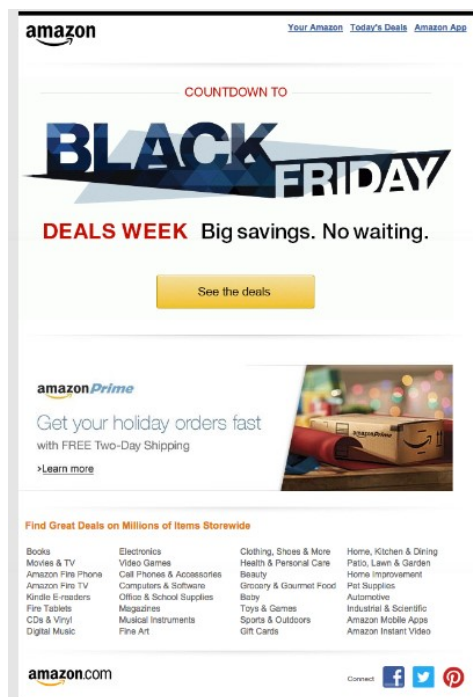 amazon
Your Amazon Today's Deals Amazon App
COUNTDOWN TO
BLACK
FRIDAY
DEALS WEEK Big savings. No waiting.
See the deals
amazonPrime
Get your holiday orders fast
with FREE Two-Day Shipping
>Learn more
amazonPrime
Find Great Deals on Millions of Items Storewide
Books Electronics Clothing, Shoes & More Home, Kitchen & Dining
Movies & TV Video Games Health & Personal Care Patio, Lawn & Garden
Amazon Fire Phone Cell Phones & Accessories Beauty Home Improvement
Amazon Fire TV Computers & Software Grocery & Gourmet Food Pet Supplies
Kindle E-readers Office & School Supplies Baby Automotive
Fire Tablets Magazines Toys & Games Industrial & Scientific
CDs & Vinyl Musical Instruments Sports & Outdoors Amazon Mobile Apps
Digital Music Fine Art Gift Cards Amazon Instant Video
amazon.com
Connect